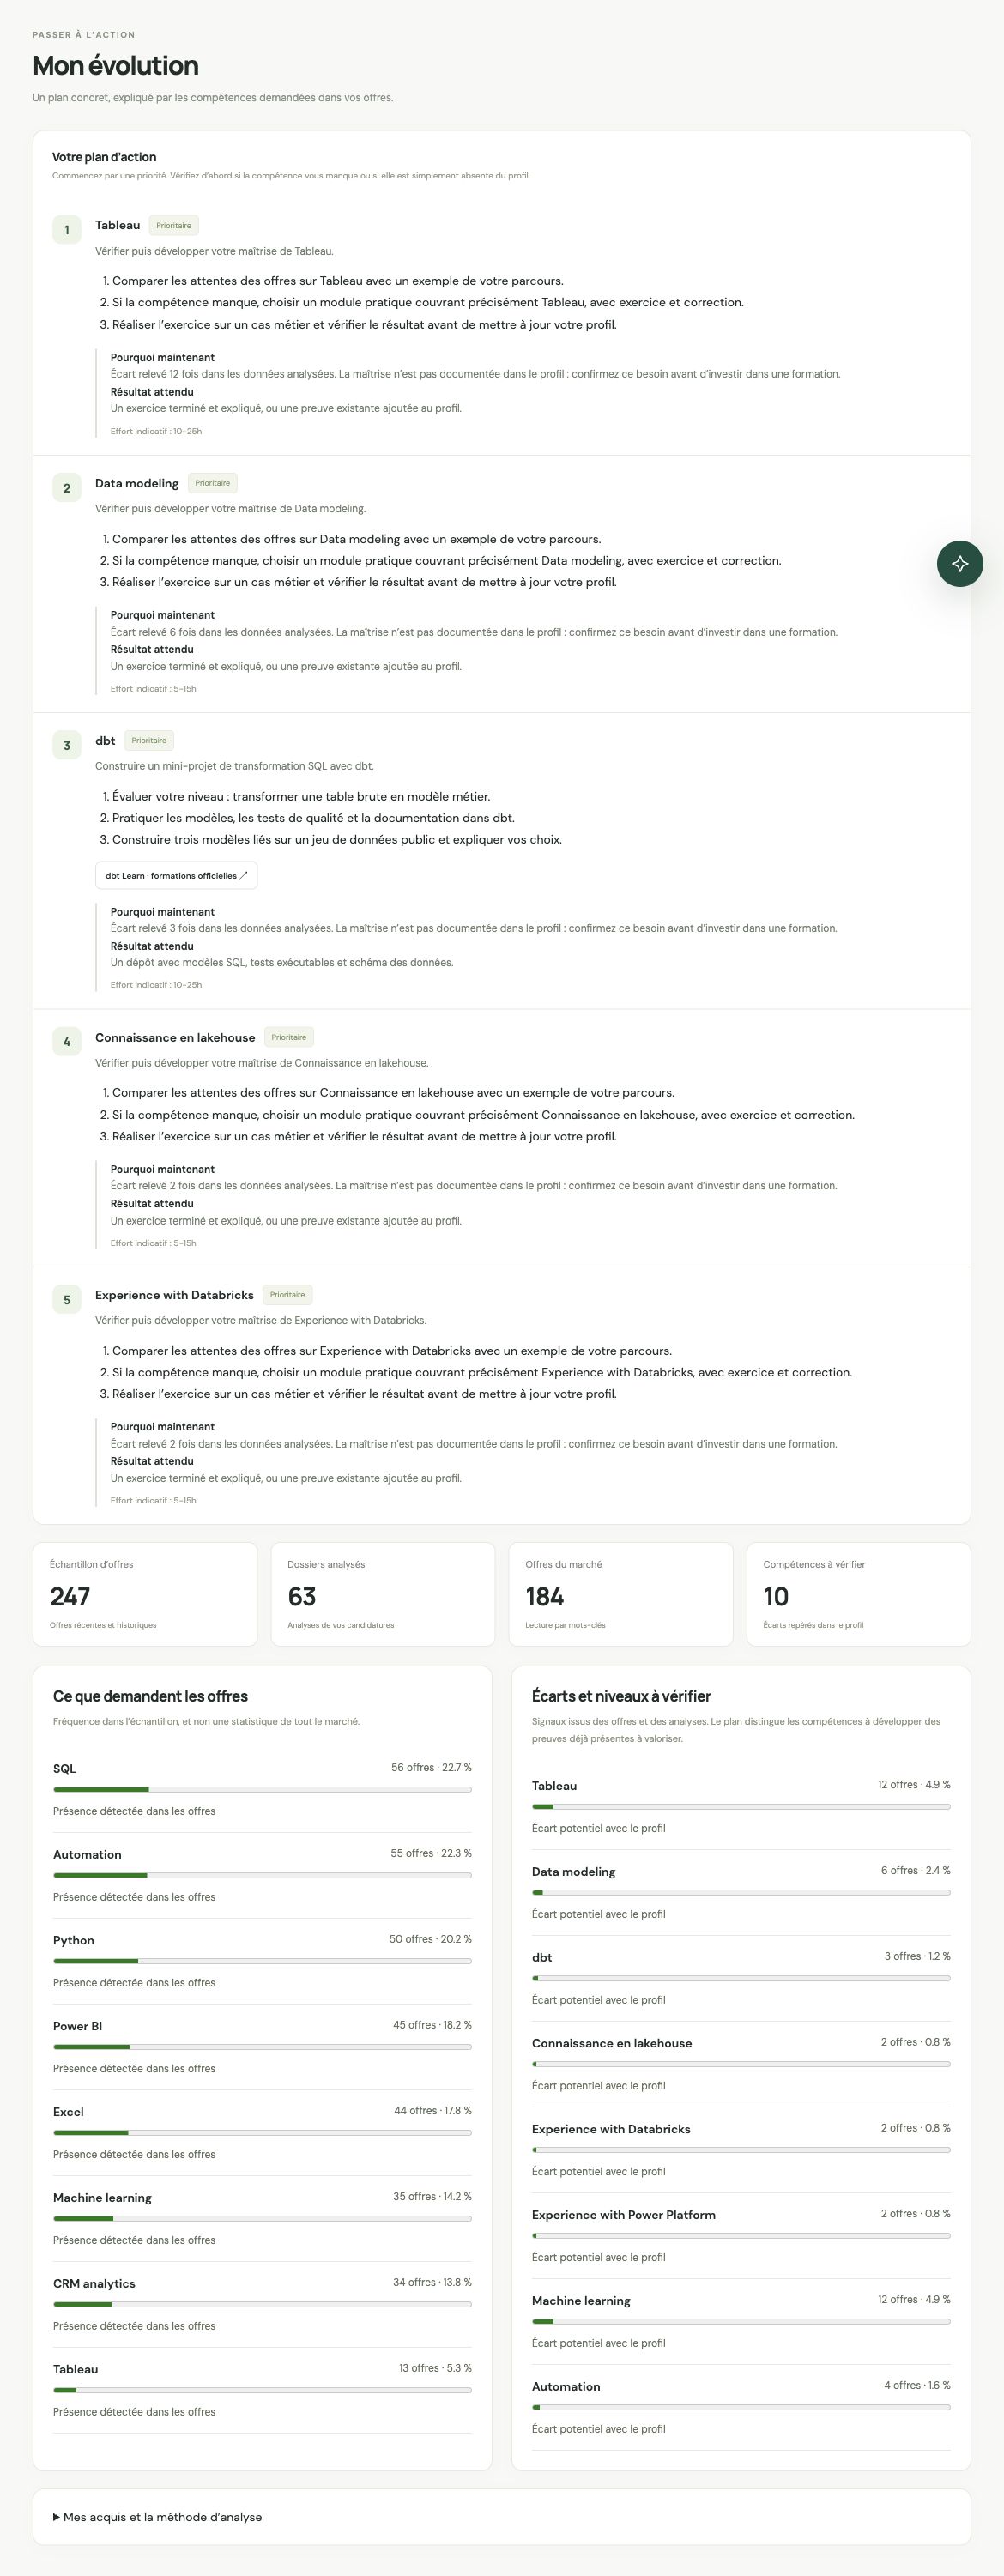 PASSER À L'ACTION
Mon évolution
Un plan concret, expliqué par les compétences demandées dans vos offres.
Votre plan d'action
Commencez par une priorité. Vérifiez d'abord si la compétence vous manque ou si elle est simplement absente du profil.
1
Tableau
Prioritaire
Vérifier puis développer votre maîtrise de Tableau.
1. Comparer les attentes des offres sur Tableau avec un exemple de votre parcours.
2. Si la compétence manque, choisir un module pratique couvrant précisément Tableau, avec exercice et correction.
3. Réaliser l'exercice sur un cas métier et vérifier le résultat avant de mettre à jour votre profil.
Pourquoi maintenant
Écart relevé 12 fois dans les données analysées. La maîtrise n'est pas documentée dans le profil : confirmez ce besoin avant d'investir dans une formation.
Résultat attendu
Un exercice terminé et expliqué, ou une preuve existante ajoutée au profil.
Effort indicatif : 10-25h
2
Data modeling
Prioritaire
Vérifier puis développer votre maîtrise de Data modeling.
1. Comparer les attentes des offres sur Data modeling avec un exemple de votre parcours.
2. Si la compétence manque, choisir un module pratique couvrant précisément Data modeling, avec exercice et correction.
3. Réaliser l'exercice sur un cas métier et vérifier le résultat avant de mettre à jour votre profil.
Pourquoi maintenant
Écart relevé 6 fois dans les données analysées. La maîtrise n'est pas documentée dans le profil : confirmez ce besoin avant d'investir dans une formation.
Résultat attendu
Un exercice terminé et expliqué, ou une preuve existante ajoutée au profil.
Effort indicatif : 5-15h
3
dbt
Prioritaire
Construire un mini-projet de transformation SQL avec dbt.
1. Évaluer votre niveau : transformer une table brute en modèle métier.
2. Pratiquer les modèles, les tests de qualité et la documentation dans dbt.
3. Construire trois modèles liés sur un jeu de données public et expliquer vos choix.
dbt Learn · formations officielles ↗
Pourquoi maintenant
Écart relevé 3 fois dans les données analysées. La maîtrise n'est pas documentée dans le profil : confirmez ce besoin avant d'investir dans une formation.
Résultat attendu
Un dépôt avec modèles SQL, tests exécutables et schéma des données.
Effort indicatif : 10-25h
4
Connaissance en lakehouse
Prioritaire
Vérifier puis développer votre maîtrise de Connaissance en lakehouse.
1. Comparer les attentes des offres sur Connaissance en lakehouse avec un exemple de votre parcours.
2. Si la compétence manque, choisir un module pratique couvrant précisément Connaissance en lakehouse, avec exercice et correction.
3. Réaliser l'exercice sur un cas métier et vérifier le résultat avant de mettre à jour votre profil.
Pourquoi maintenant
Écart relevé 2 fois dans les données analysées. La maîtrise n'est pas documentée dans le profil : confirmez ce besoin avant d'investir dans une formation.
Résultat attendu
Un exercice terminé et expliqué, ou une preuve existante ajoutée au profil.
Effort indicatif : 5-15h
5
Experience with Databricks
Prioritaire
Vérifier puis développer votre maîtrise de Experience with Databricks.
1. Comparer les attentes des offres sur Experience with Databricks avec un exemple de votre parcours.
2. Si la compétence manque, choisir un module pratique couvrant précisément Experience with Databricks, avec exercice et correction.
3. Réaliser l'exercice sur un cas métier et vérifier le résultat avant de mettre à jour votre profil.
Pourquoi maintenant
Écart relevé 2 fois dans les données analysées. La maîtrise n'est pas documentée dans le profil : confirmez ce besoin avant d'investir dans une formation.
Résultat attendu
Un exercice terminé et expliqué, ou une preuve existante ajoutée au profil.
Effort indicatif : 5-15h
Échantillon d'offres
247
Offres récentes et historiques
Dossiers analysés
63
Analyses de vos candidatures
Offres du marché
184
Lecture par mots-clés
Compétences à vérifier
10
Écarts repérés dans le profil
Ce que demandent les offres
Fréquence dans l'échantillon, et non une statistique de tout le marché.
SQL
56 offres · 22.7 %
Présence détectée dans les offres
Automation
55 offres · 22.3 %
Présence détectée dans les offres
Python
50 offres · 20.2 %
Présence détectée dans les offres
Power BI
45 offres · 18.2 %
Présence détectée dans les offres
Excel
44 offres · 17.8 %
Présence détectée dans les offres
Machine learning
35 offres · 14.2 %
Présence détectée dans les offres
CRM analytics
34 offres · 13.8 %
Présence détectée dans les offres
Tableau
13 offres · 5.3 %
Présence détectée dans les offres
Écarts et niveaux à vérifier
Signaux issus des offres et des analyses. Le plan distingue les compétences à développer des
preuves déjà présentes à valoriser.
Tableau
12 offres · 4.9 %
Écart potentiel avec le profil
Data modeling
6 offres · 2.4 %
Écart potentiel avec le profil
dbt
3 offres · 1.2 %
Écart potentiel avec le profil
Connaissance en lakehouse
2 offres · 0.8 %
Écart potentiel avec le profil
Experience with Databricks
2 offres · 0.8 %
Écart potentiel avec le profil
Experience with Power Platform
2 offres · 0.8 %
Écart potentiel avec le profil
Machine learning
12 offres · 4.9 %
Écart potentiel avec le profil
Automation
4 offres · 1.6 %
Écart potentiel avec le profil
▶ Mes acquis et la méthode d'analyse